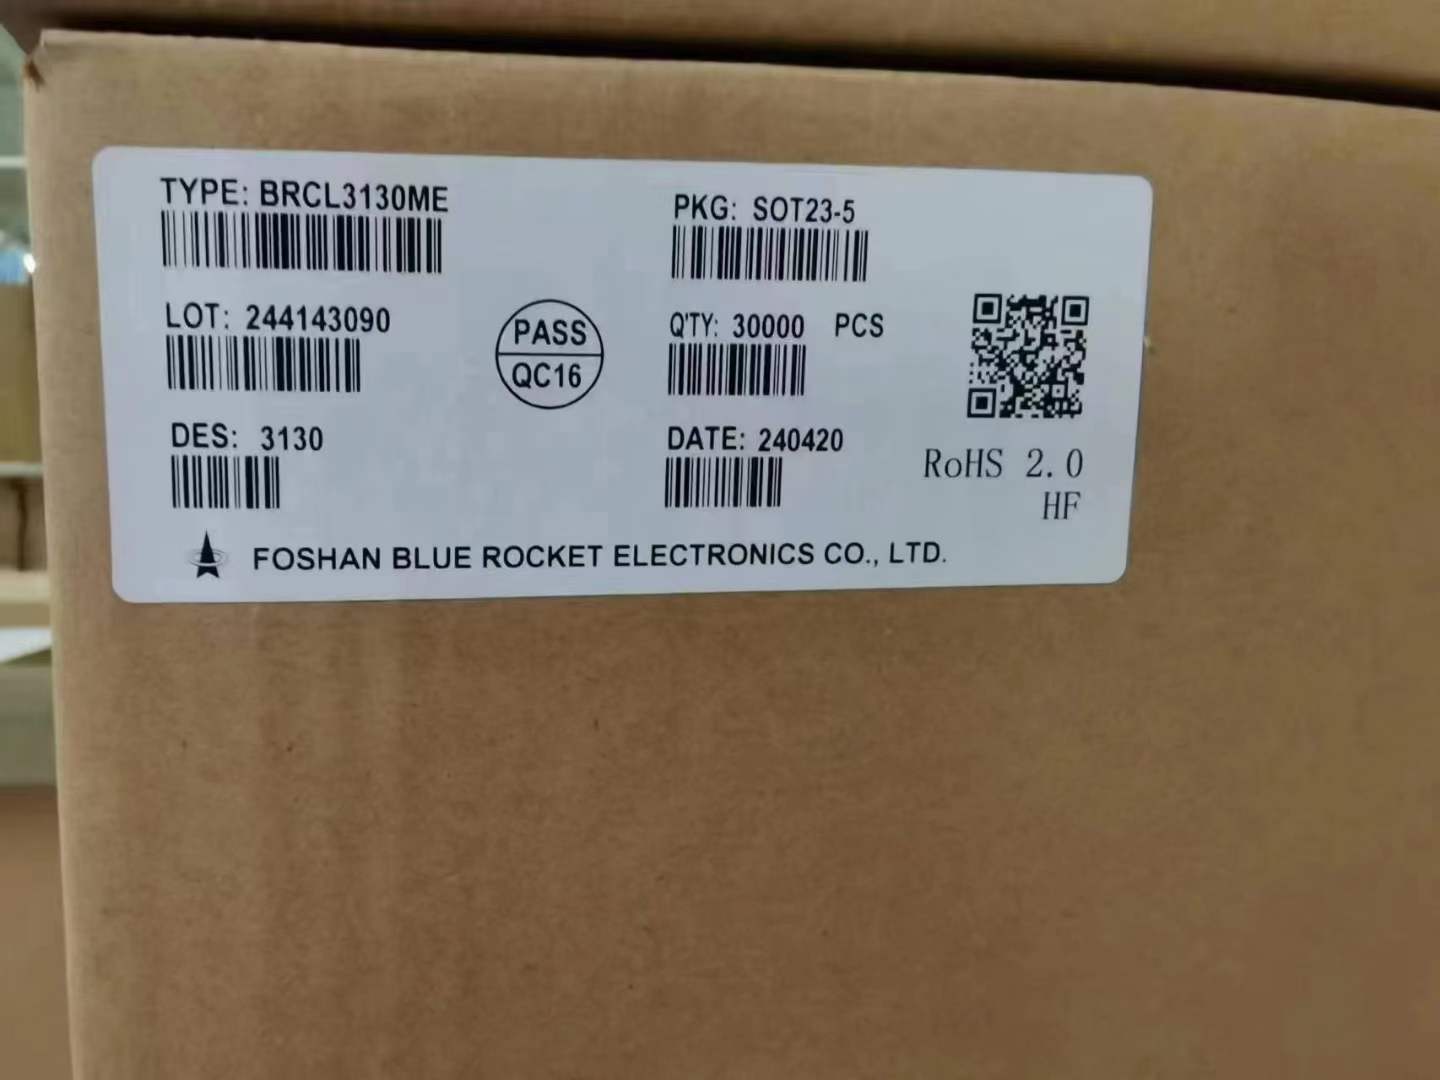 TYPE: BRCL3130ME
PKG: SOT23-5
LOT: 244143090
PASS
QC16
Q'TY: 30000 PCS
DES: 3130
DATE: 240420
RoHS 2.0
HF
FOSHAN BLUE ROCKET ELECTRONICS CO., LTD.